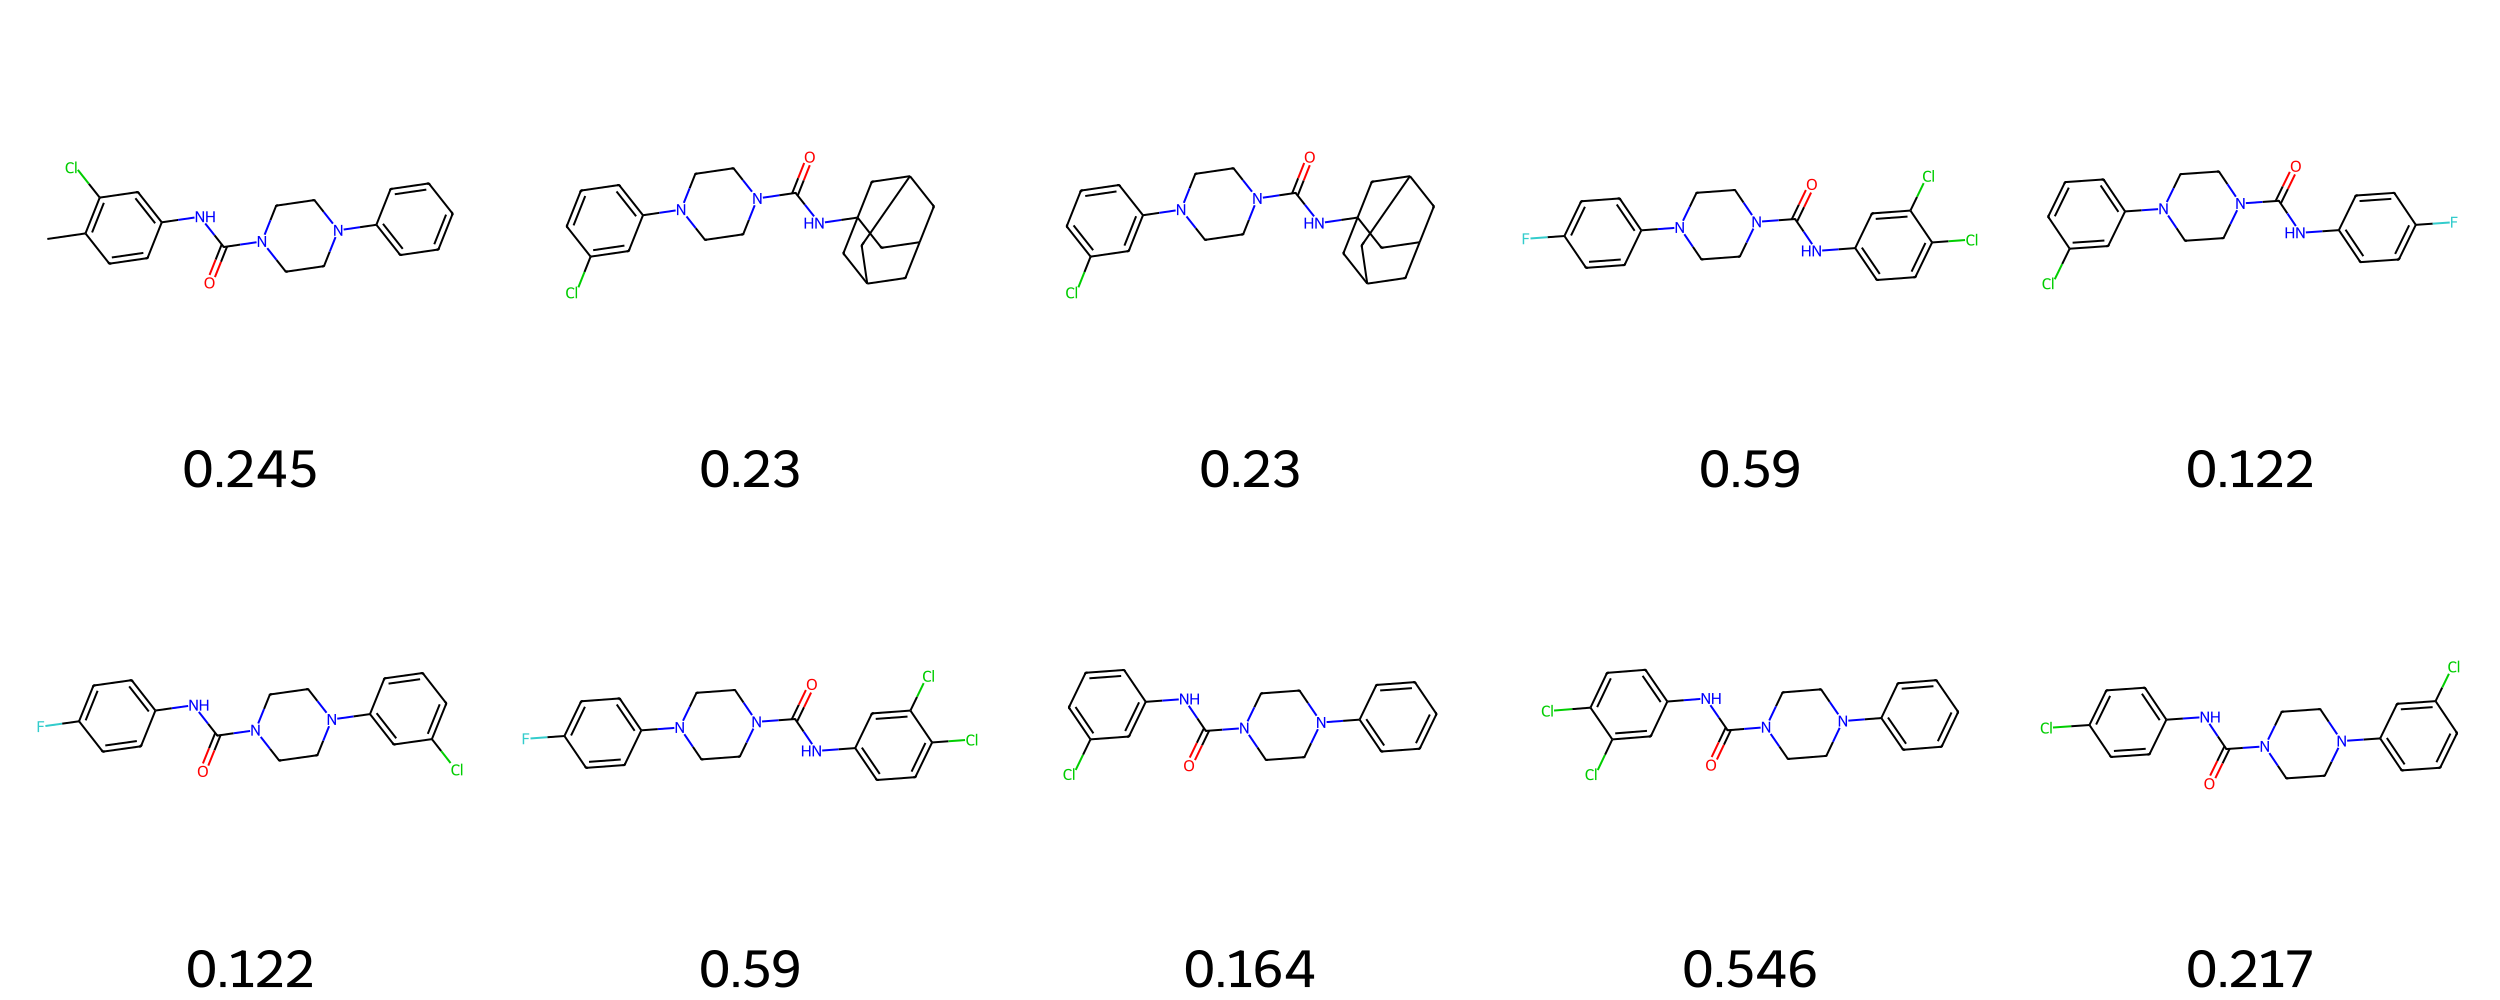 Cl NH N N O
O N N HN Cl
O N N HN Cl
F N N O HN Cl Cl
O N N HN F Cl
0.245 0.23 0.23 0.59 0.122
F NH N N O Cl
F N N O HN Cl Cl
NH N N O Cl
Cl NH N N O Cl
Cl NH N N O Cl
0.122 0.59 0.164 0.546 0.217